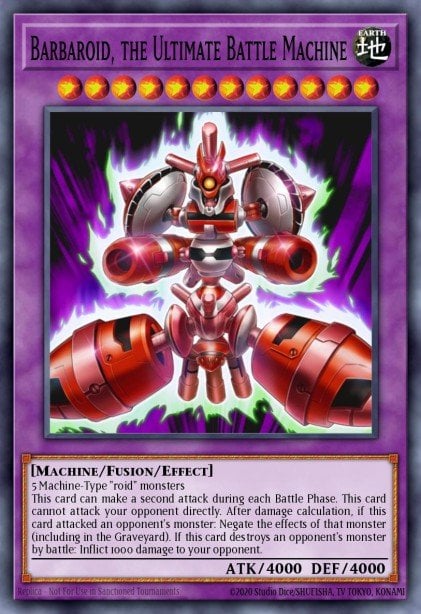 Barbaroid, the Ultimate Battle Machine
EARTH
地
[Machine/Fusion/Effect]
5 Machine-Type "roid" monsters
This card can make a second attack during each Battle Phase. This card
cannot attack your opponent directly. After damage calculation, if this
card attacked an opponent's monster: Negate the effects of that monster
(including in the Graveyard). If this card destroys an opponent's monster
by battle: Inflict 1000 damage to your opponent.
ATK/4000 DEF/4000
Replica - Not For Use in Sanctioned Tournaments
©2020 Studio Dice/SHUEISHA, TV TOKYO, KONAMI